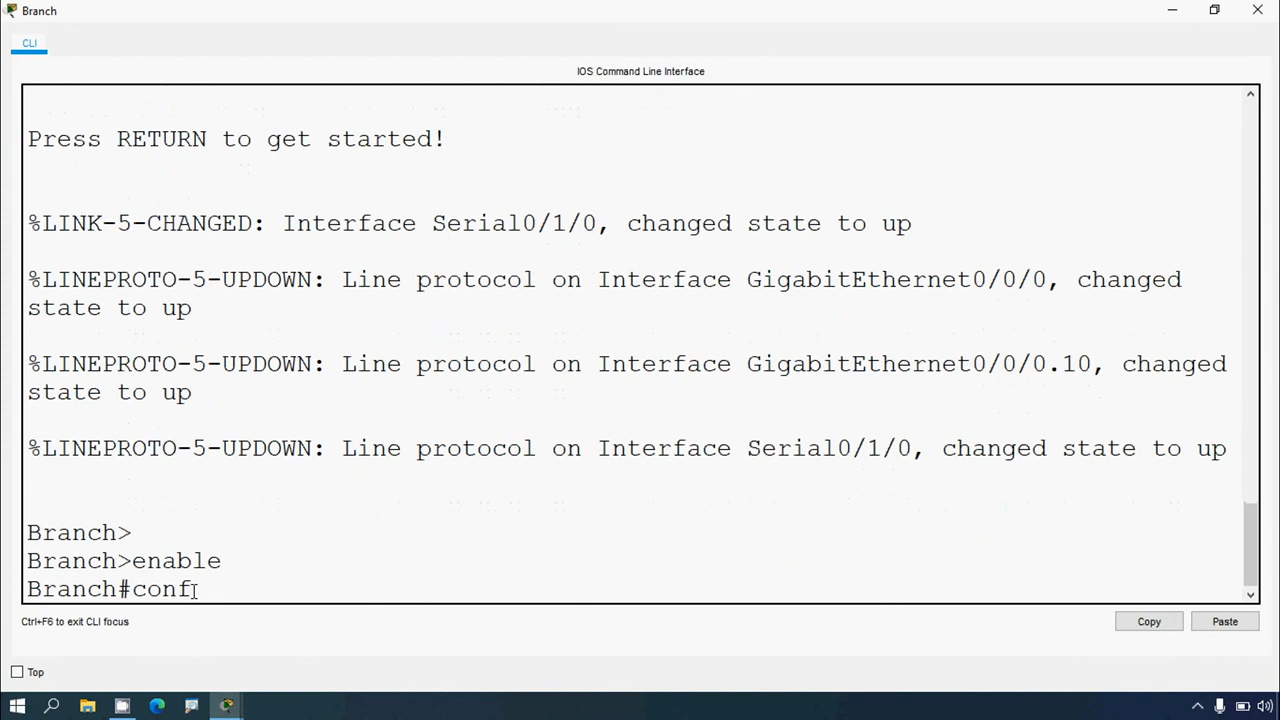 Branch
CLI
IOS Command Line Interface
Press RETURN to get started!
%LINK-5-CHANGED: Interface Serial0/1/0, changed state to up
%LINEPROTO-5-UPDOWN: Line protocol on Interface GigabitEthernet0/0/0, changed
state to up
%LINEPROTO-5-UPDOWN: Line protocol on Interface GigabitEthernet0/0/0.10, changed
state to up
%LINEPROTO-5-UPDOWN: Line protocol on Interface Serial0/1/0, changed state to up
Branch>
Branch>enable
Branch#conf
Ctrl+F6 to exit CLI focus
Copy
Paste
Top